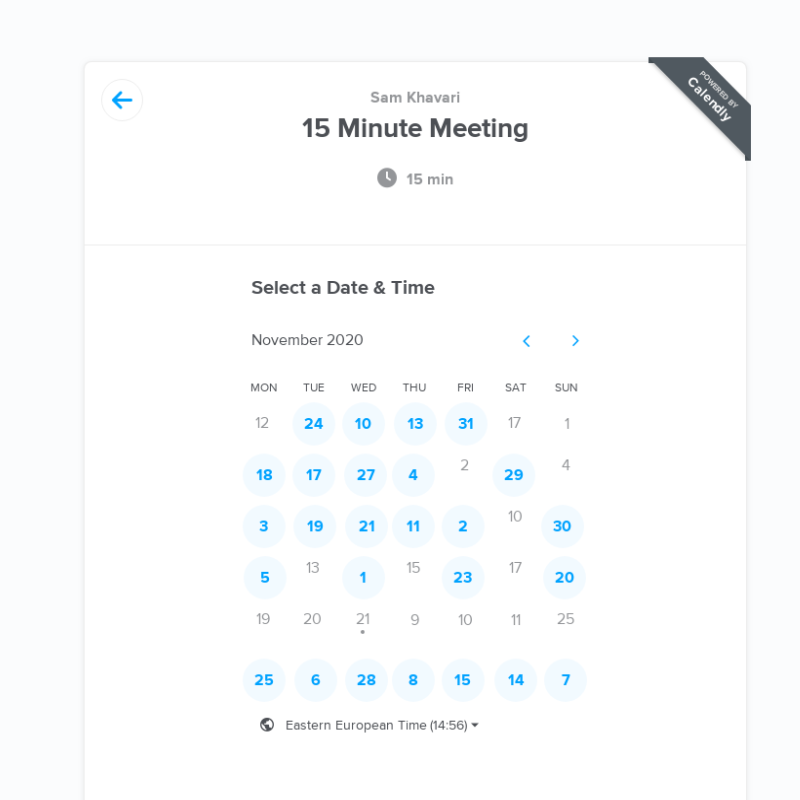 POWERED BY
Calendly
Sam Khavari
15 Minute Meeting
15 min
Select a Date & Time
November 2020
MON TUE WED THU FRI SAT SUN
12 24 10 13 31 17 1
18 17 27 4 2 29 4
3 19 21 11 2 10 30
5 13 1 15 23 17 20
19 20 21 9 10 11 25
25 6 28 8 15 14 7
Eastern European Time (14:56)